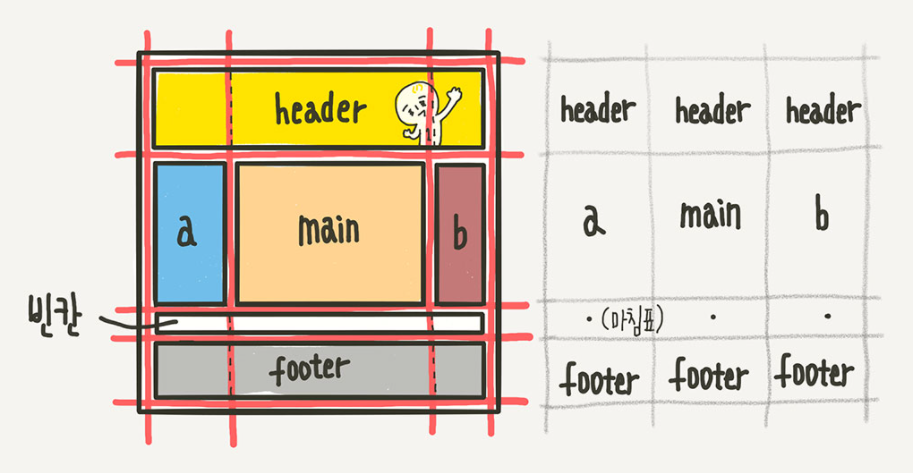 header
a main b
빈칸
footer
header header header
a main b
. (마침표) . .
footer footer footer